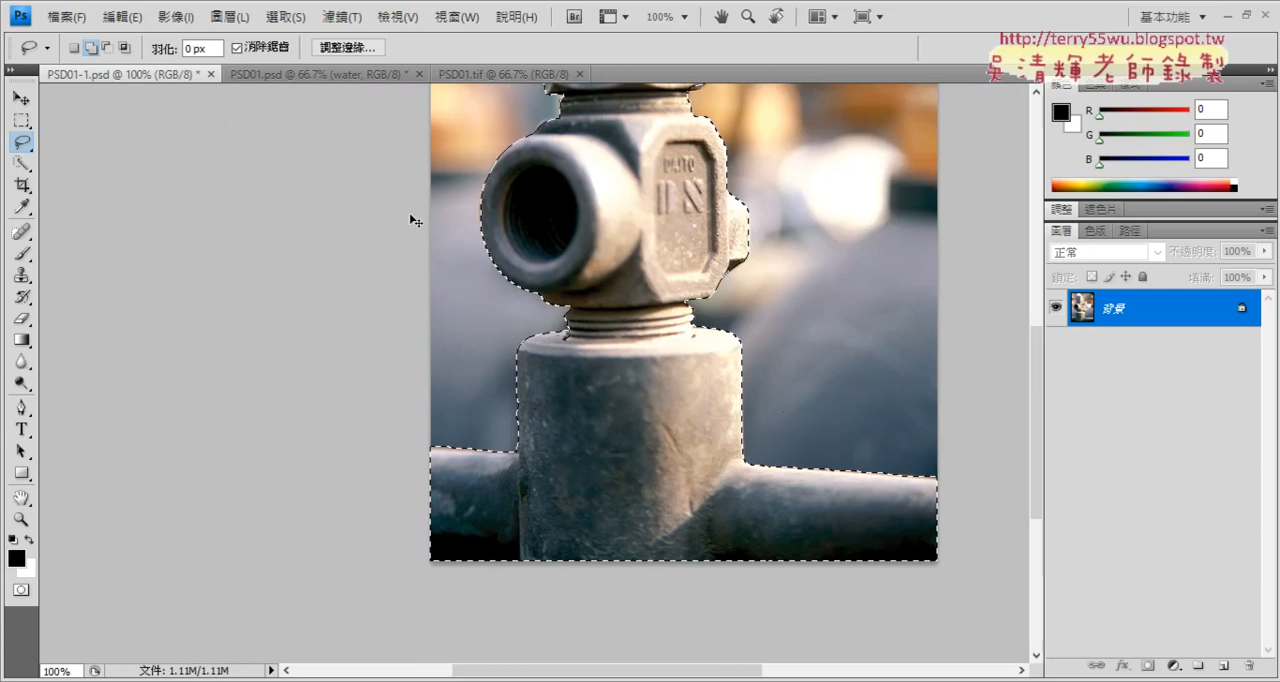 Ps 檔案(F) 編輯(E) 影像(I) 圖層(L) 選取(S) 濾鏡(T) 檢視(V) 視窗(W) 說明(H) Br 100% 基本功能
http://terry55wu.blogspot.tw
羽化: 0 px 消除鋸齒 調整邊緣...
吳清輝老師錄製
PSD01-1.psd @ 100% (RGB/8) * × PSD01.psd @ 66.7% (water, RGB/8) * × PSD01.tif @ 66.7% (RGB/8) ×
R 0
G 0
B 0
調整 遮色片
圖層 色版 路徑
正常 不透明度: 100%
鎖定: 填滿: 100%
背景
T
100% 文件: 1.11M/1.11M